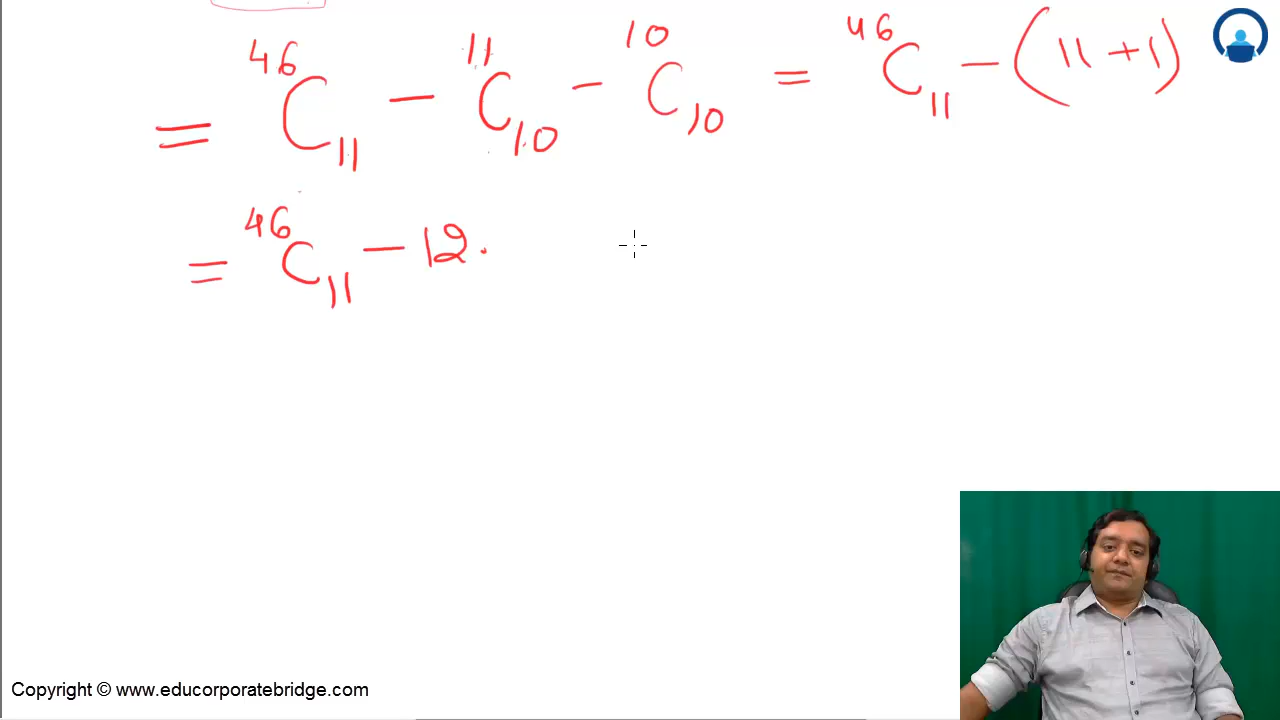 = ⁴⁶C₁₁ − ¹¹C₁₀ − ¹⁰C₁₀ = ⁴⁶C₁₁ − (11 + 1)
= ⁴⁶C₁₁ − 12.
Copyright © www.educorporatebridge.com